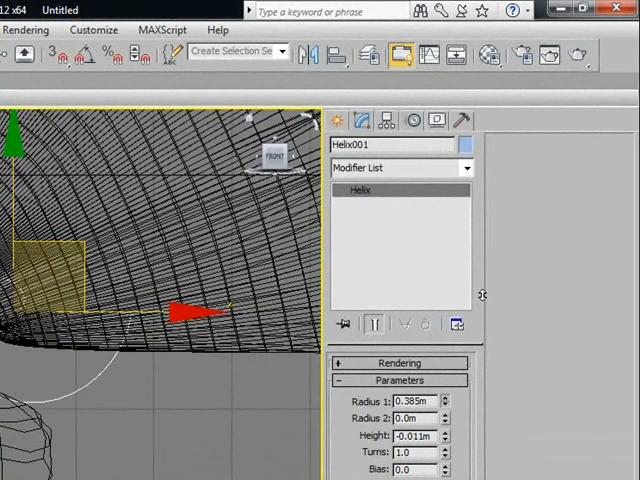 12 x64 Untitled
Type a keyword or phrase
Rendering Customize MAXScript Help
3 % ABC Create Selection Se
Helix001
Modifier List
FRONT
Helix
y
+ Rendering
- Parameters
Radius 1: 0.385m
Radius 2: 0.0m
Height: -0.011m
Turns: 1.0
Bias: 0.0